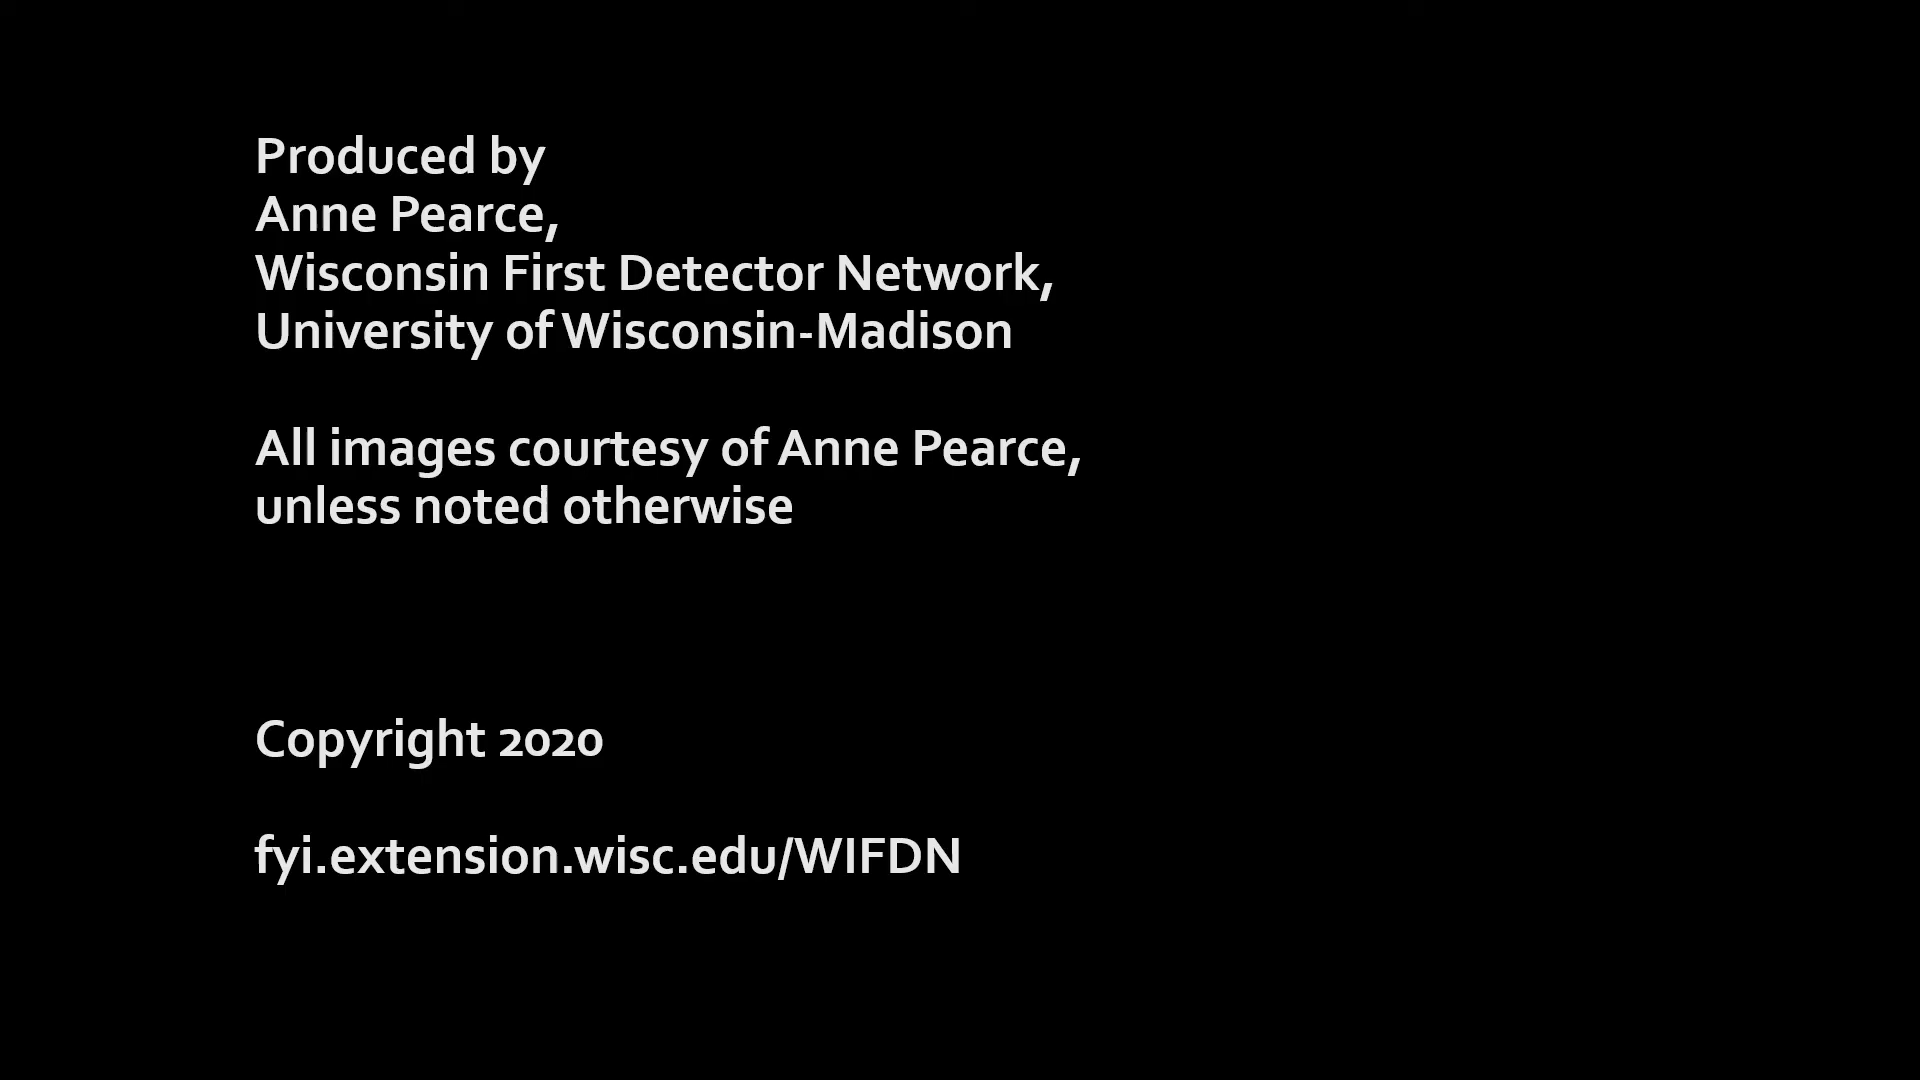 Produced by
Anne Pearce,
Wisconsin First Detector Network,
University of Wisconsin-Madison
All images courtesy of Anne Pearce,
unless noted otherwise
Copyright 2020
fyi.extension.wisc.edu/WIFDN